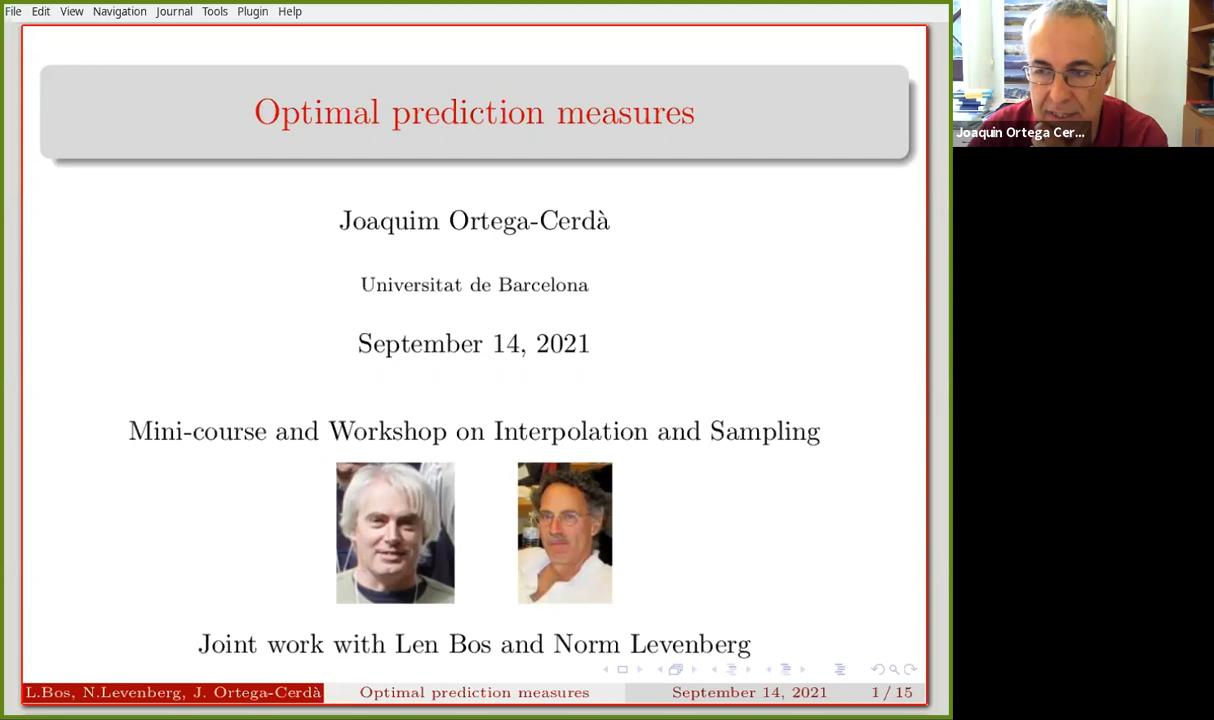 File Edit View Navigation Journal Tools Plugin Help
Optimal prediction measures
Joaquim Ortega-Cerdà
Universitat de Barcelona
September 14, 2021
Mini-course and Workshop on Interpolation and Sampling
Joint work with Len Bos and Norm Levenberg
L.Bos, N.Levenberg, J. Ortega-Cerdà Optimal prediction measures September 14, 2021 1 / 15
Joaquin Ortega Cer...